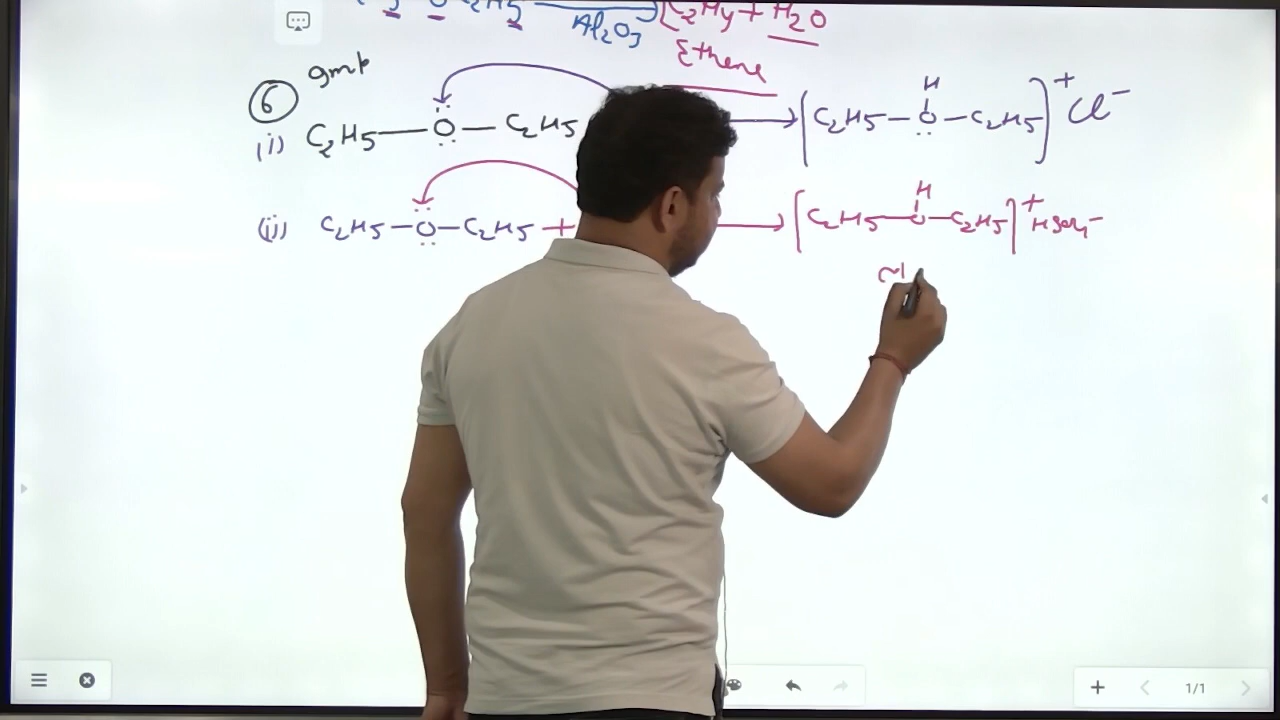 Al₂O₃ C₂H₄ + H₂O
Ethene
6 gmp
(i) C₂H₅ — O — C₂H₅ → [C₂H₅ — O — C₂H₅]⁺ Cl⁻
H
(ii) C₂H₅ — O — C₂H₅ + → [C₂H₅ — O — C₂H₅]⁺ HSO₄⁻
H
1/1